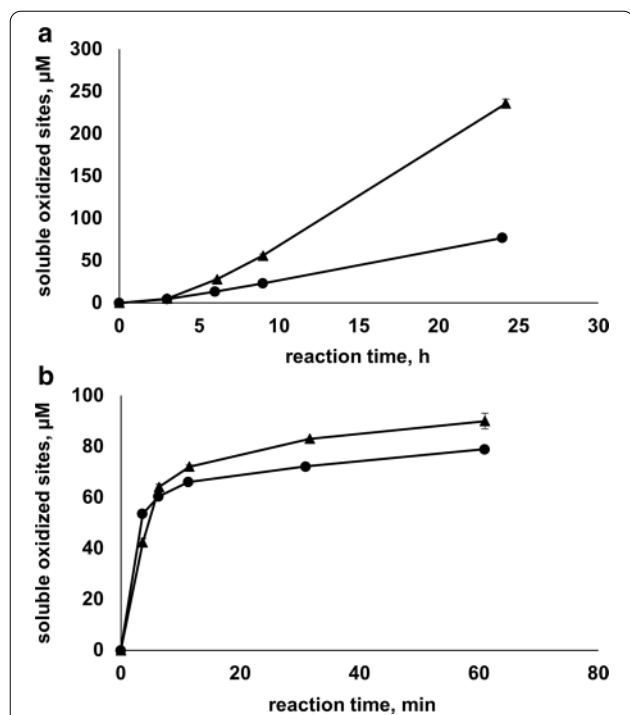 a
300
250
200
150
100
50
0
soluble oxidized sites, µM
0 5 10 15 20 25 30
reaction time, h
b
100
80
60
40
20
0
soluble oxidized sites, µM
0 20 40 60 80
reaction time, min